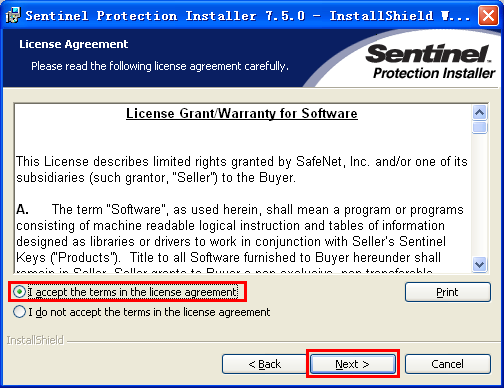 Sentinel Protection Installer 7.5.0 - InstallShield W...
License Agreement
Please read the following license agreement carefully.
Sentinel
Protection Installer
License Grant/Warranty for Software
This License describes limited rights granted by SafeNet, Inc. and/or one of its
subsidiaries (such grantor, "Seller") to the Buyer.
A. The term "Software", as used herein, shall mean a program or programs
consisting of machine readable logical instruction and tables of information
designed as libraries or drivers to work in conjunction with Seller's Sentinel
Keys ("Products"). Title to all Software furnished to Buyer hereunder shall
remain in Seller. Seller grants to Buyer a non-exclusive, non-transferable
I accept the terms in the license agreement
Print
I do not accept the terms in the license agreement
InstallShield
< Back
Next >
Cancel